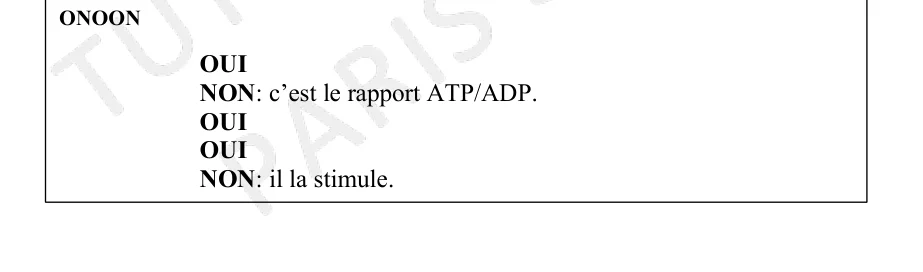 ONOON
OUI
NON: c’est le rapport ATP/ADP.
OUI
OUI
NON: il la stimule.